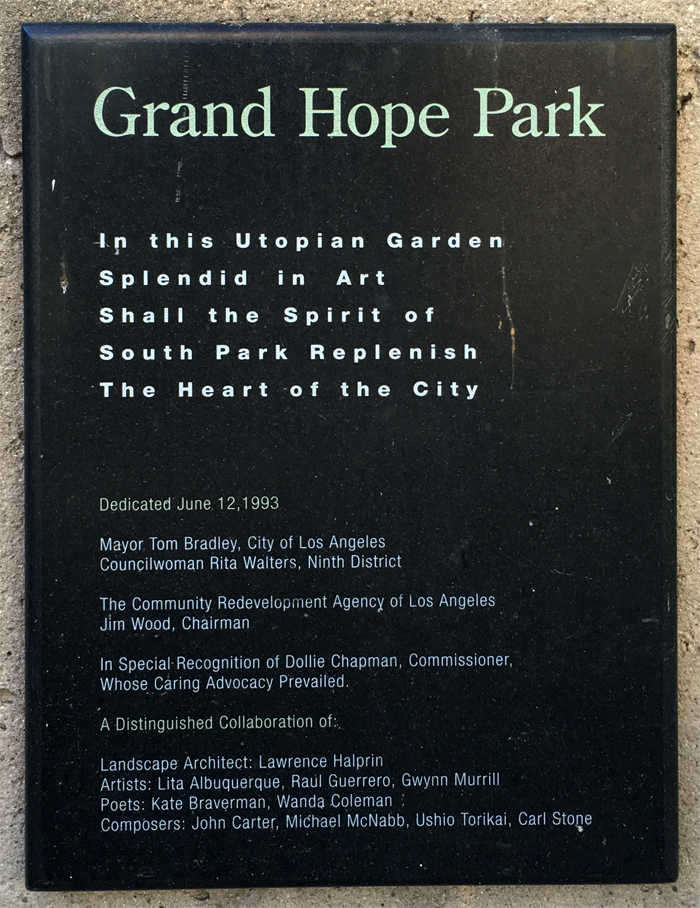 Grand Hope Park
In this Utopian Garden
Splendid in Art
Shall the Spirit of
South Park Replenish
The Heart of the City
Dedicated June 12,1993
Mayor Tom Bradley, City of Los Angeles
Councilwoman Rita Walters, Ninth District
The Community Redevelopment Agency of Los Angeles
Jim Wood, Chairman
In Special Recognition of Dollie Chapman, Commissioner,
Whose Caring Advocacy Prevailed.
A Distinguished Collaboration of:
Landscape Architect: Lawrence Halprin
Artists: Lita Albuquerque, Raul Guerrero, Gwynn Murrill
Poets: Kate Braverman, Wanda Coleman
Composers: John Carter, Michael McNabb, Ushio Torikai, Carl Stone